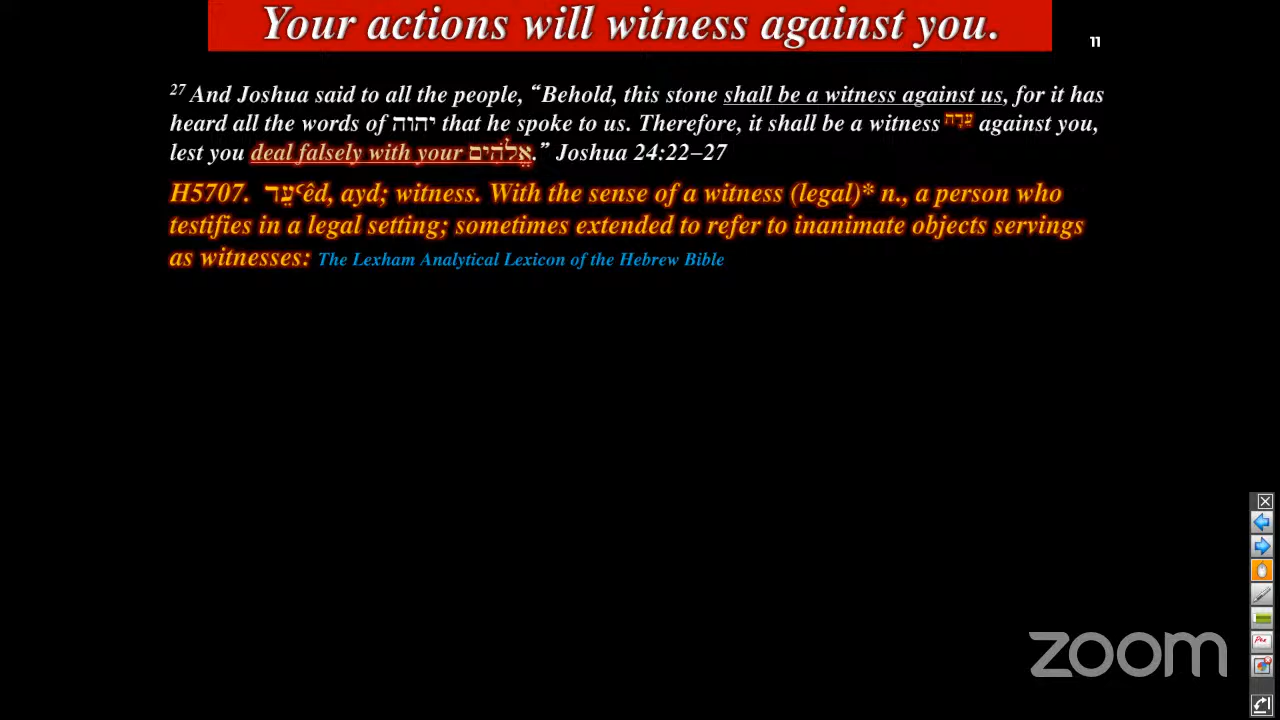 Your actions will witness against you.
11
27 And Joshua said to all the people, “Behold, this stone shall be a witness against us, for it has
heard all the words of יהוה that he spoke to us. Therefore, it shall be a witness עֵדָה against you,
lest you deal falsely with your אֱלֹהִים.” Joshua 24:22–27
H5707. עֵד ʿêd, ayd; witness. With the sense of a witness (legal)* n., a person who
testifies in a legal setting; sometimes extended to refer to inanimate objects servings
as witnesses: The Lexham Analytical Lexicon of the Hebrew Bible
zoom